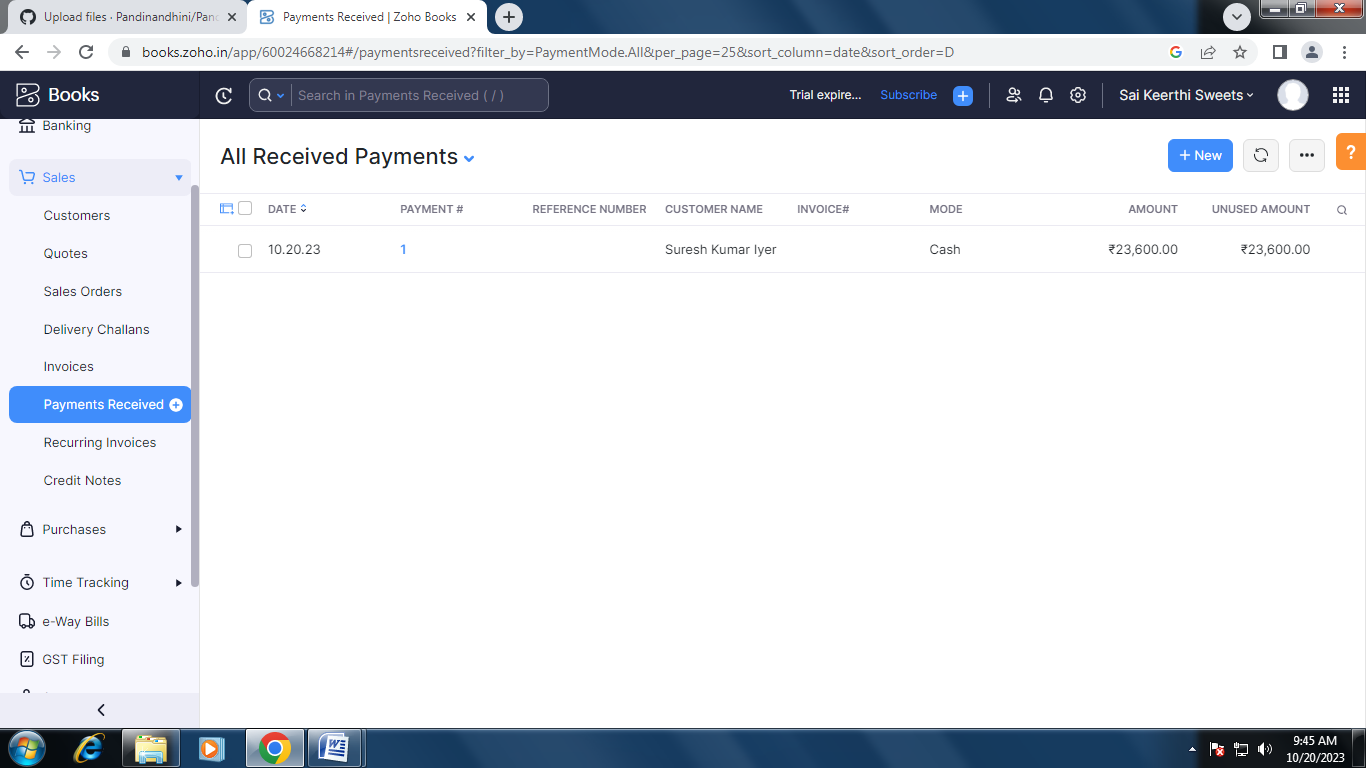 Upload files · Pandinandhini/Pan
Payments Received | Zoho Books
books.zoho.in/app/60024668214#/paymentsreceived?filter_by=PaymentMode.All&per_page=25&sort_column=date&sort_order=D
Books
Search in Payments Received ( / )
Trial expire...
Subscribe
Sai Keerthi Sweets
Banking
Sales
Customers
Quotes
Sales Orders
Delivery Challans
Invoices
Payments Received
Recurring Invoices
Credit Notes
Purchases
Time Tracking
e-Way Bills
GST Filing
All Received Payments
+ New
?
DATE PAYMENT # REFERENCE NUMBER CUSTOMER NAME INVOICE# MODE AMOUNT UNUSED AMOUNT
10.20.23 1 Suresh Kumar Iyer Cash ₹23,600.00 ₹23,600.00
9:45 AM
10/20/2023